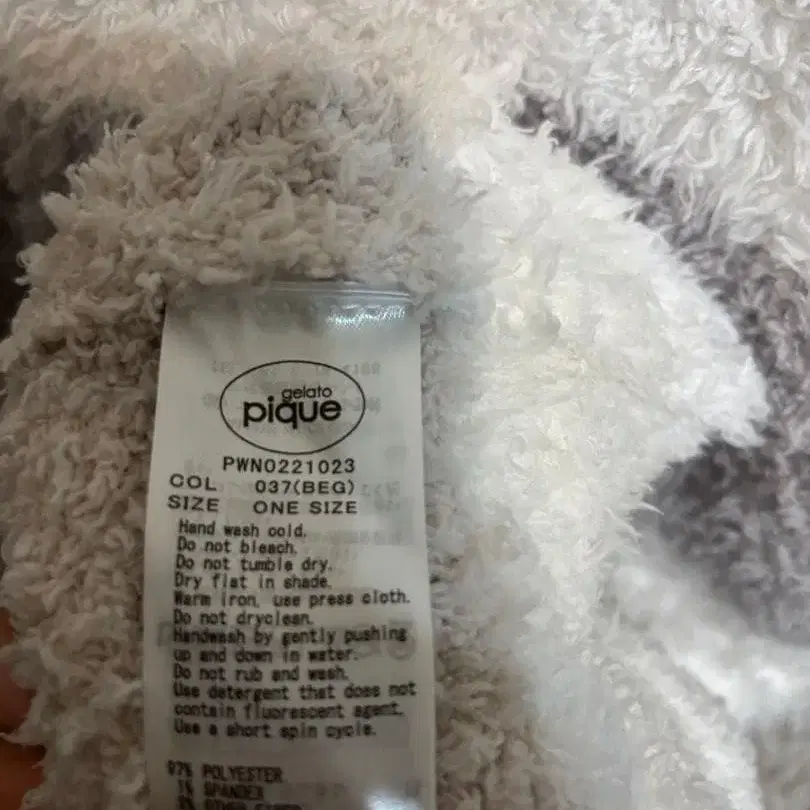 gelato
pique
PWN0221023
COL 037(BEG)
SIZE ONE SIZE
Hand wash cold.
Do not bleach.
Do not tumble dry.
Dry flat in shade.
Warm iron, use press cloth.
Do not dryclean.
Handwash by gently pushing
up and down in water.
Do not rub and wash.
Use detergent that does not
contain fluorescent agent.
Use a short spin cycle.
97% POLYESTER
1% SPANDEX